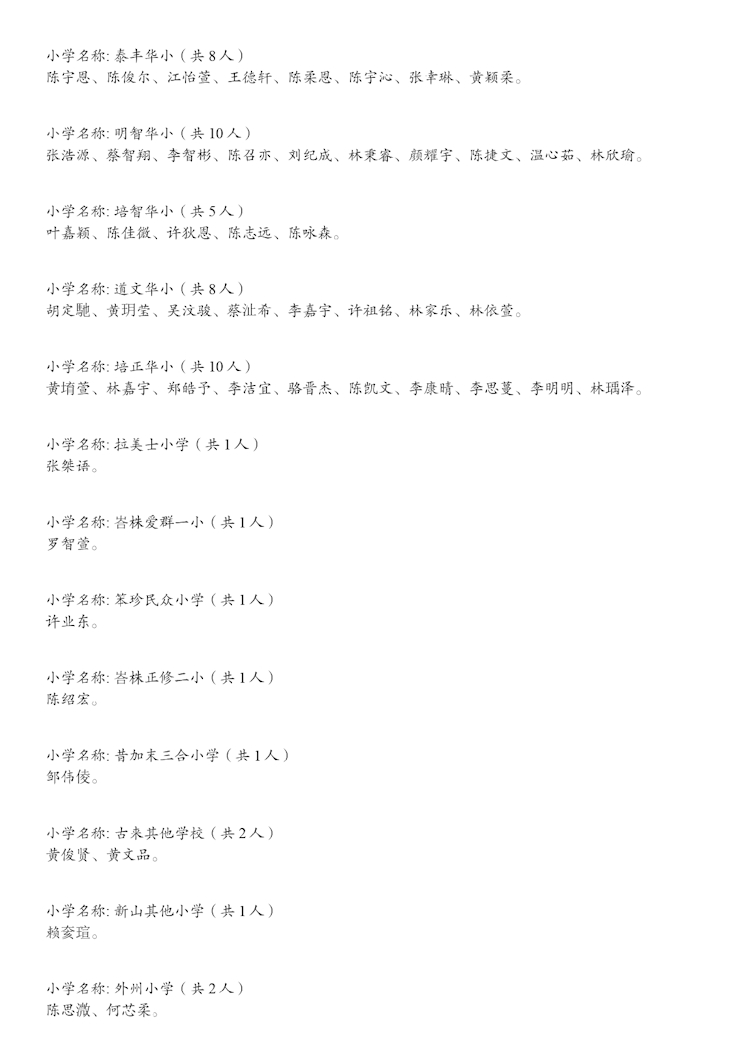 小学名称: 泰丰华小（共 8 人）
陈宇恩、陈俊尔、江怡萱、王德轩、陈柔恩、陈宇沁、张幸琳、黄颖柔。
小学名称: 明智华小（共 10 人）
张浩源、蔡智翔、李智彬、陈召亦、刘纪成、林秉睿、颜耀宇、陈捷文、温心茹、林欣瑜。
小学名称: 培智华小（共 5 人）
叶嘉颖、陈佳微、许狄恩、陈志远、陈咏森。
小学名称: 道文华小（共 8 人）
胡定馳、黄玥莹、吴汶骏、蔡沚希、李嘉宇、许祖铭、林家乐、林依萱。
小学名称: 培正华小（共 10 人）
黄堉萱、林嘉宇、郑皓予、李洁宜、骆晋杰、陈凯文、李康晴、李思蔓、李明明、林瑀泽。
小学名称: 拉美士小学（共 1 人）
张桀语。
小学名称: 峇株爱群一小（共 1 人）
罗智萱。
小学名称: 笨珍民众小学（共 1 人）
许业东。
小学名称: 峇株正修二小（共 1 人）
陈绍宏。
小学名称: 昔加末三合小学（共 1 人）
邹伟倰。
小学名称: 古来其他学校（共 2 人）
黄俊贤、黄文品。
小学名称: 新山其他小学（共 1 人）
赖奕瑄。
小学名称: 外州小学（共 2 人）
陈思溦、何芯柔。